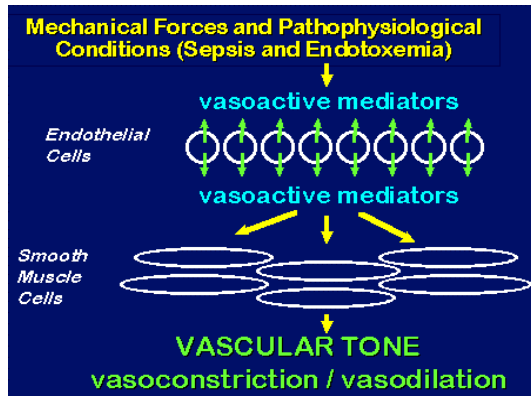 Mechanical Forces and Pathophysiological
Conditions (Sepsis and Endotoxemia)
vasoactive mediators
Endothelial
Cells
vasoactive mediators
Smooth
Muscle
Cells
VASCULAR TONE
vasoconstriction / vasodilation